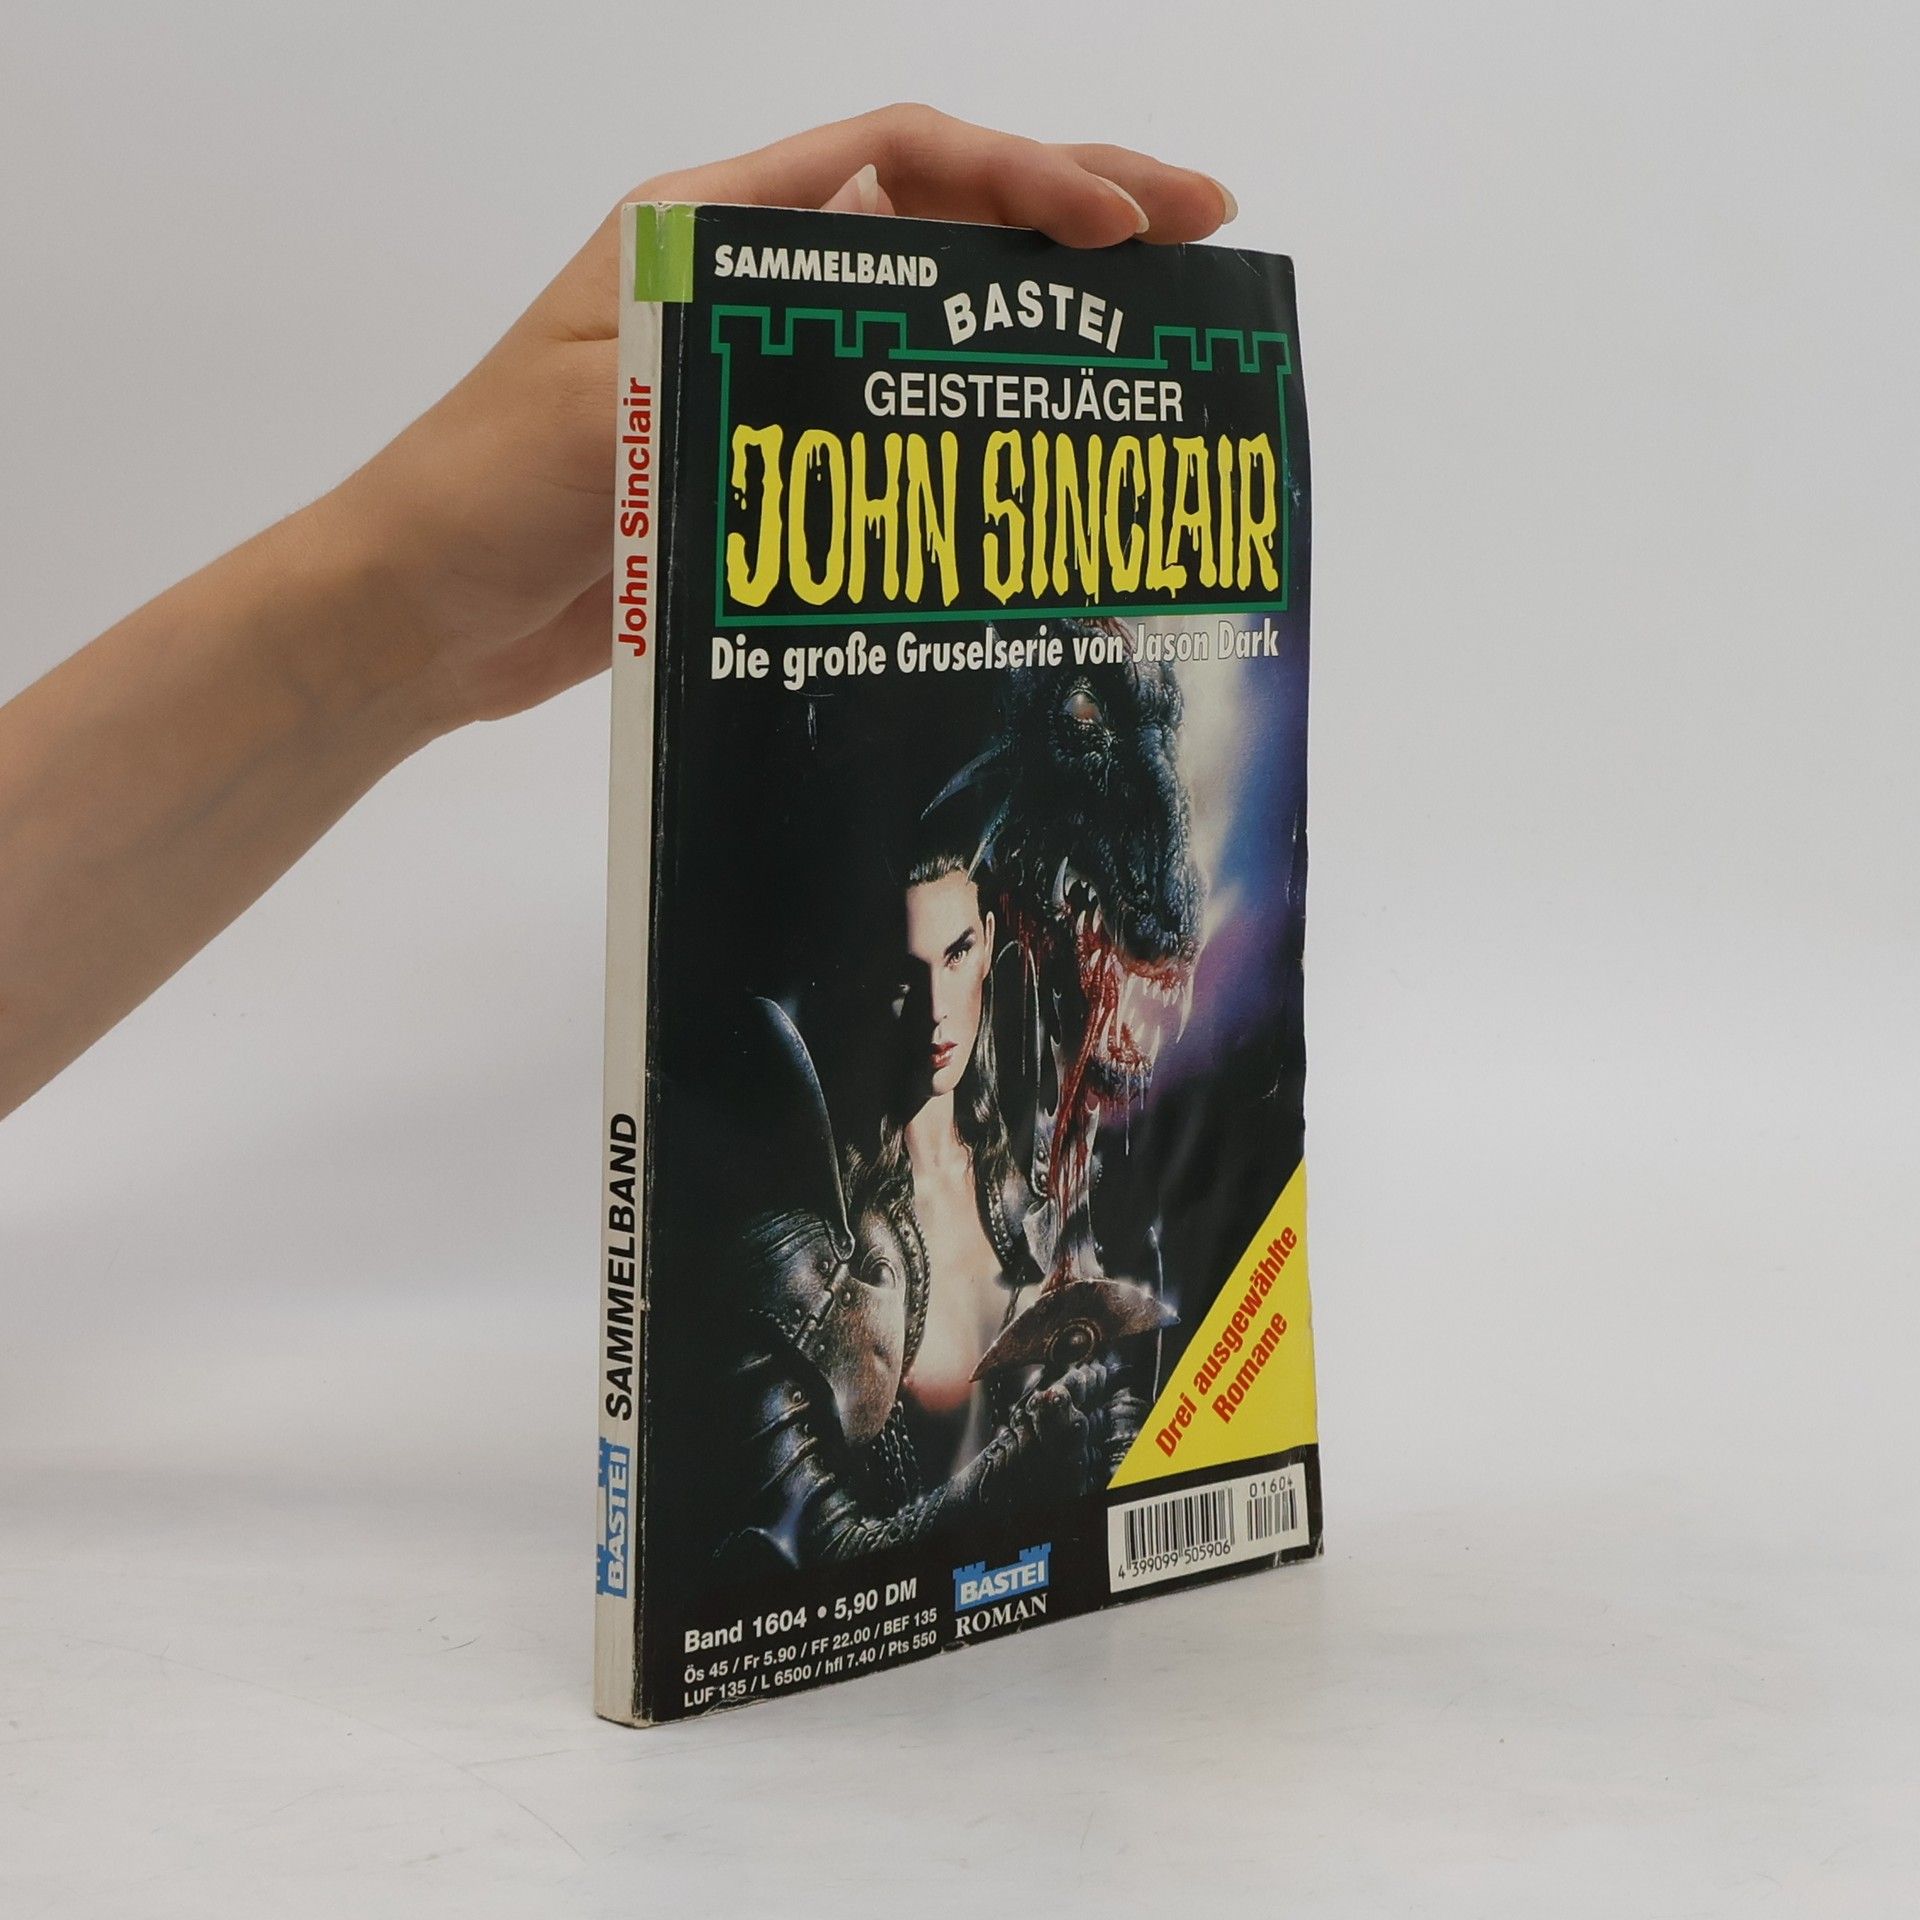 John Sinclair
SAMMELBAND
BASTEI
SAMMELBAND
BASTEI
GEISTERJÄGER
JOHN SINCLAIR
Die große Gruselserie von Jason Dark
Drei ausgewählte
Romane
01604
4 399099 505906
Band 1604 • 5,90 DM
Ös 45 / Fr 5.90 / FF 22.00 / BEF 135
LUF 135 / L 6500 / hfl 7.40 / Pts 550
BASTEI
ROMAN